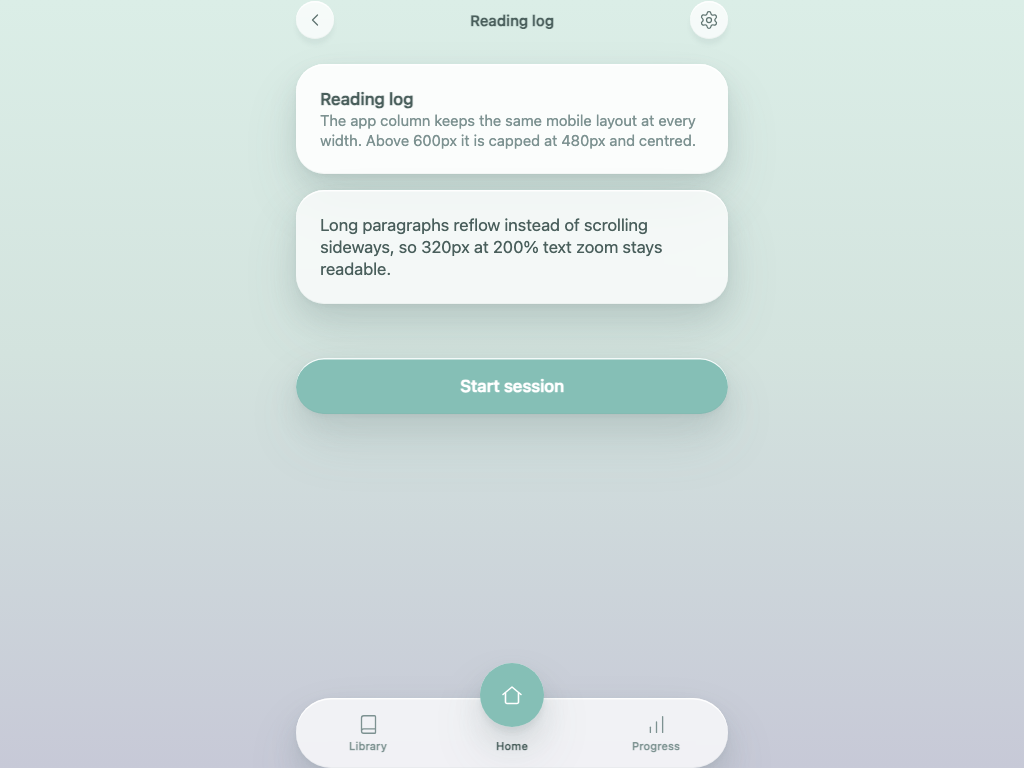 Reading log
Reading log
The app column keeps the same mobile layout at every
width. Above 600px it is capped at 480px and centred.
Long paragraphs reflow instead of scrolling
sideways, so 320px at 200% text zoom stays
readable.
Start session
Library
Home
Progress